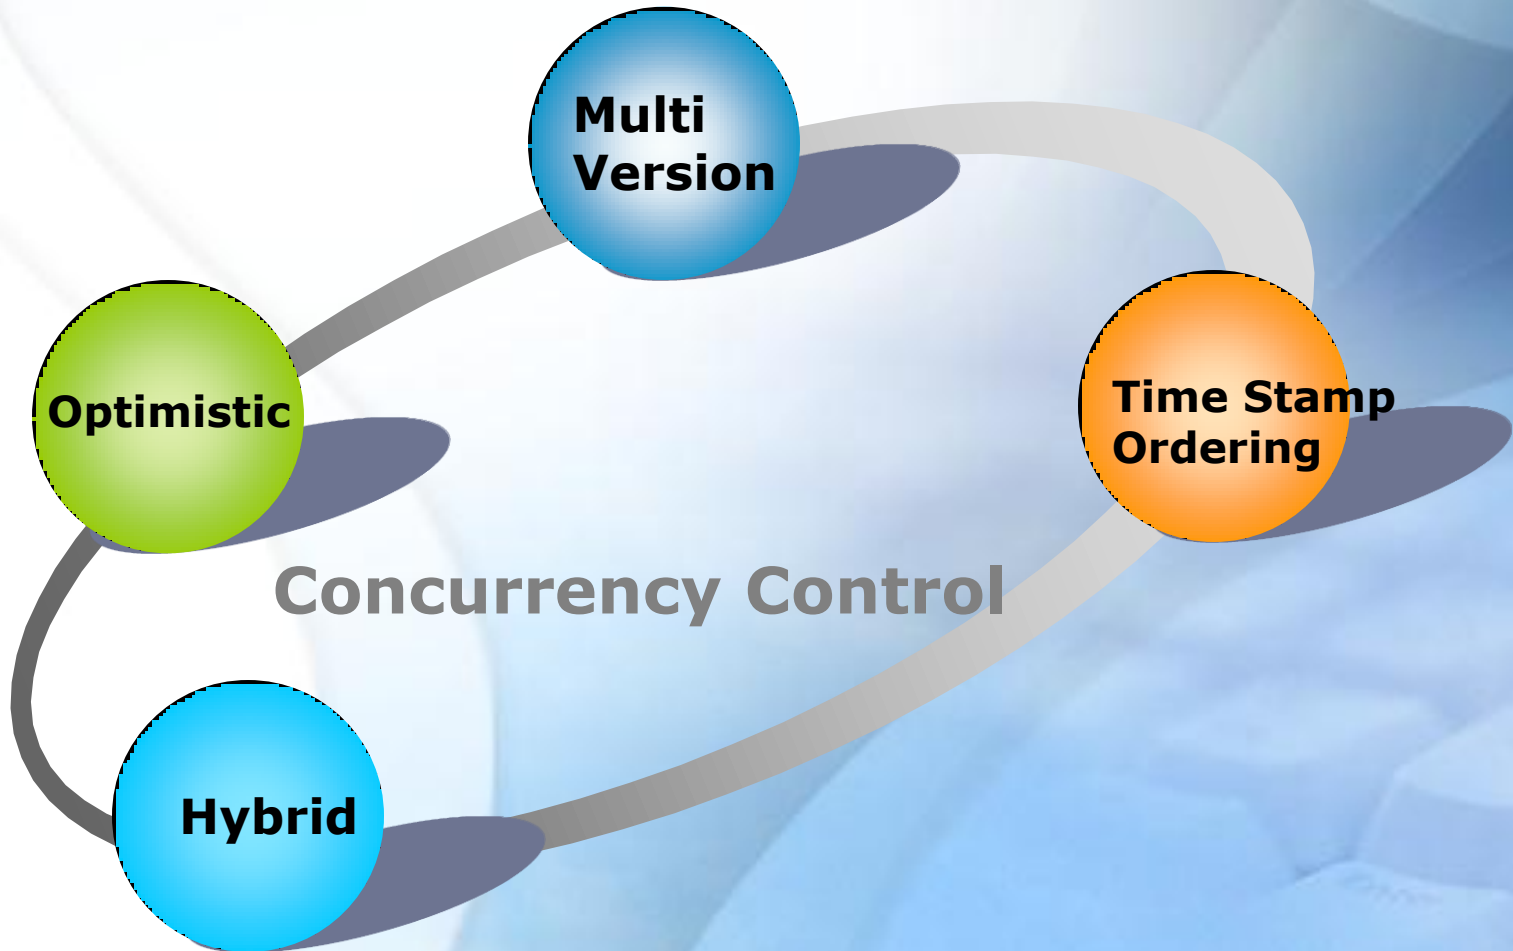 Multi
Version
Optimistic
Time Stamp
Ordering
Concurrency Control
Hybrid